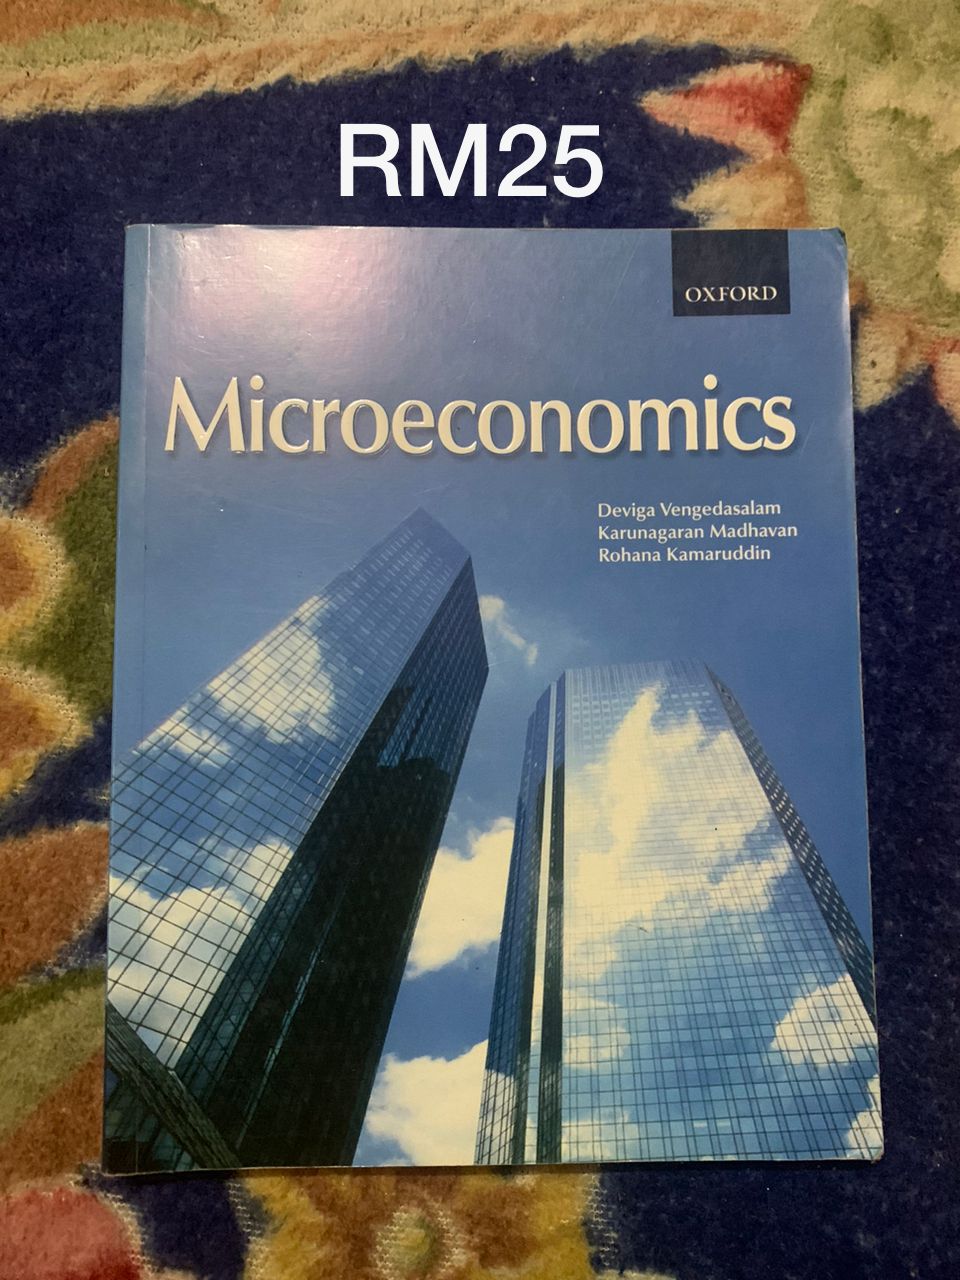 RM25
OXFORD
Microeconomics
Deviga Vengedasalam
Karunagaran Madhavan
Rohana Kamaruddin